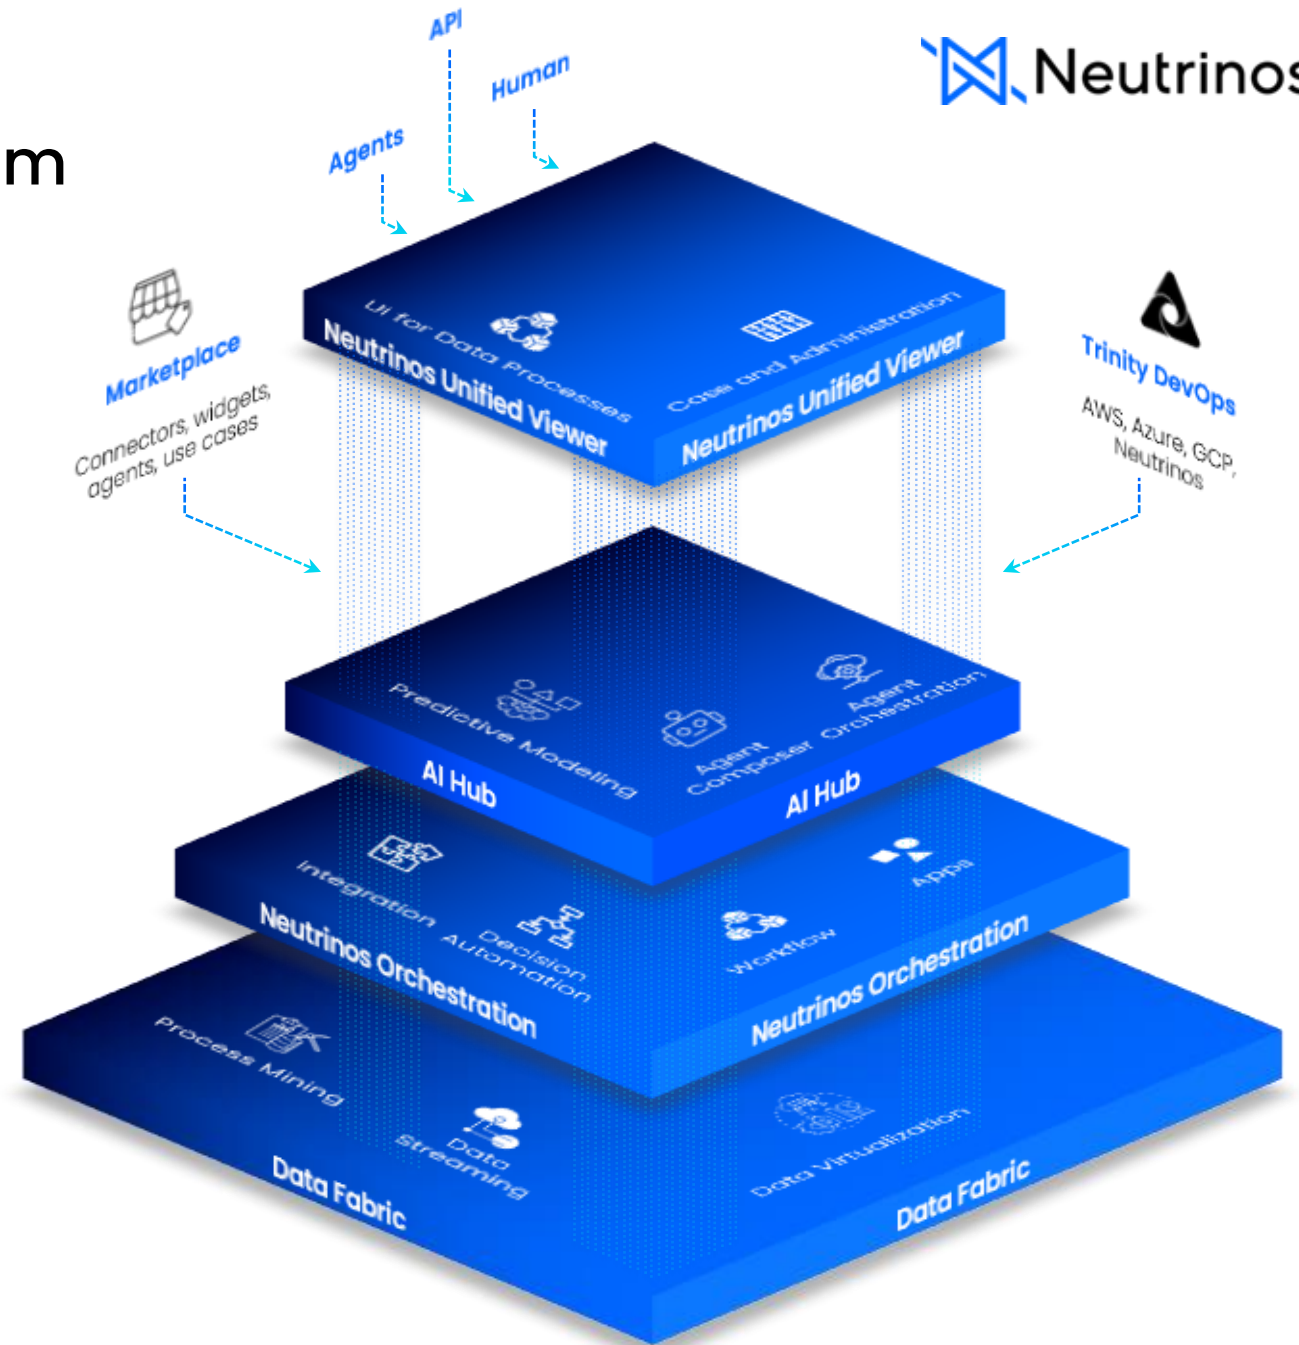 API
Human
Agents
Neutrinos
m
Marketplace
Connectors, widgets,
agents, use cases
Trinity DevOps
AWS, Azure, GCP,
Neutrinos
UI for Data Processes
Case and Administration
Neutrinos Unified Viewer
Neutrinos Unified Viewer
Predictive Modeling
Agent
Composer
Agent
Orchestration
AI Hub
AI Hub
Integration
Decision
Automation
Workflow
Apps
Neutrinos Orchestration
Neutrinos Orchestration
Process Mining
Data
Streaming
Data Virtualization
Data Fabric
Data Fabric